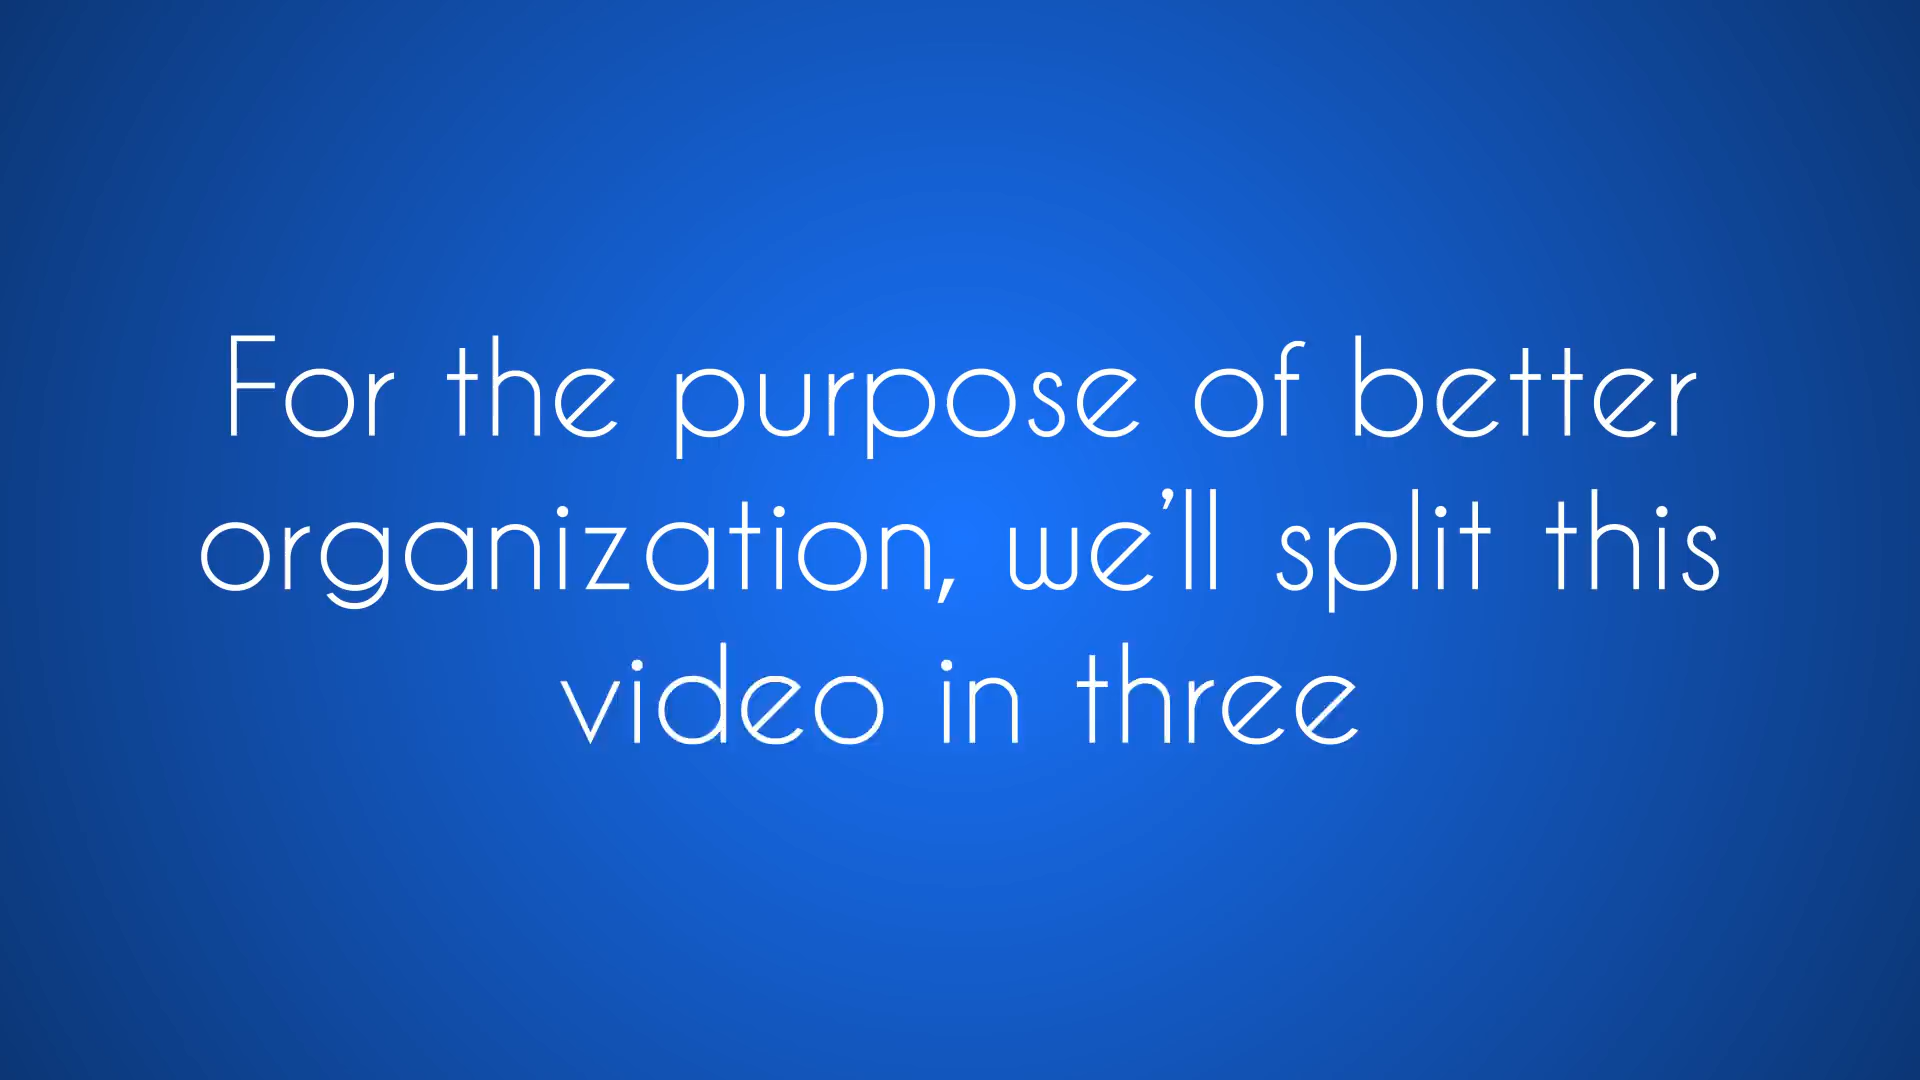 For the purpose of better
organization, we'll split this
video in three